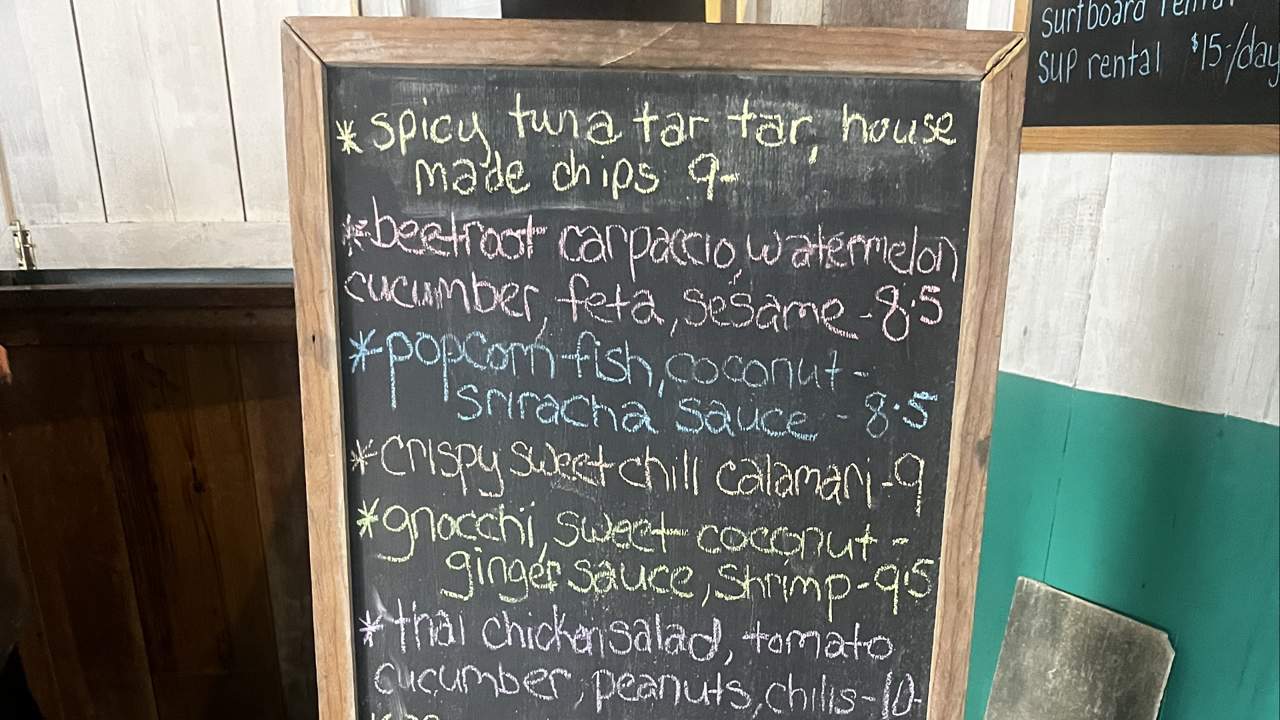 * spicy tuna tar tar, house
made chips 9-
* beetroot carpaccio, watermelon
cucumber, feta, sesame - 8.5
* popcorn-fish, coconut -
sriracha sauce - 8.5
* crispy sweet chili calamari - 9
* gnocchi, sweet coconut -
ginger sauce, shrimp - 9.5
* thai chicken salad, tomato
cucumber, peanuts, chilis - 10-
surfboard rental
SUP rental $15-/day